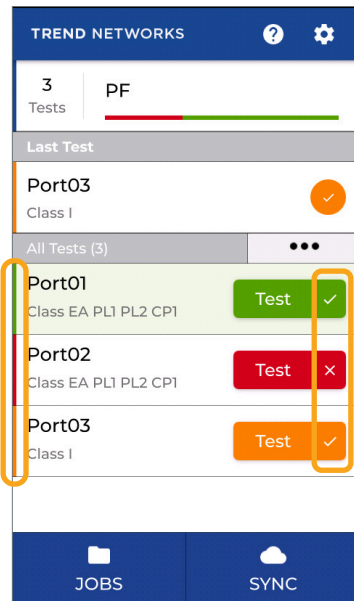 TREND NETWORKS
3
Tests
PF
Last Test
Port03
Class I
All Tests (3)
Port01
Class EA PL1 PL2 CP1
Test
Port02
Class EA PL1 PL2 CP1
Test
Port03
Class I
Test
JOBS
SYNC